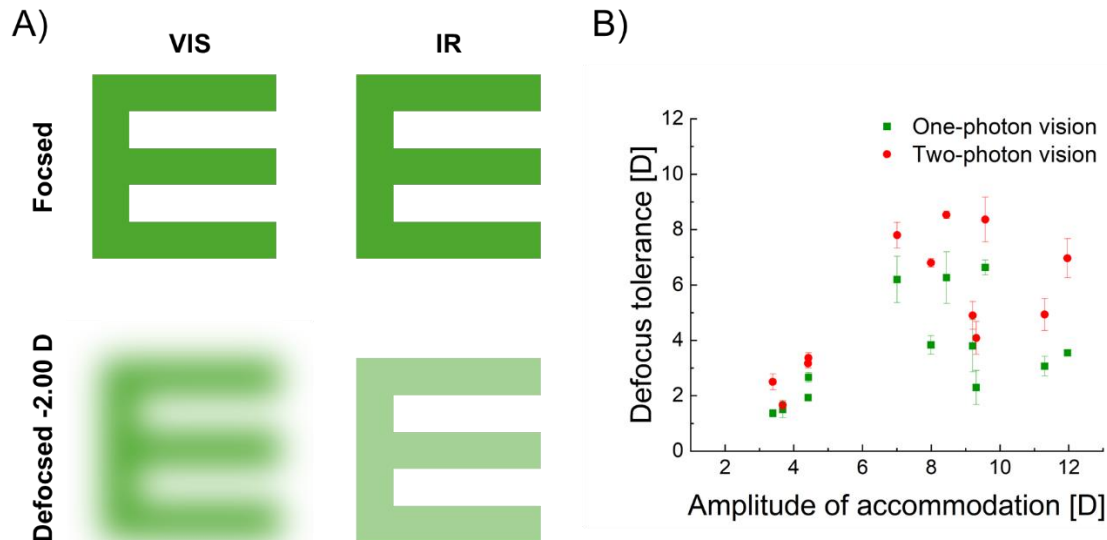 A)
VIS
IR
Focsed
Defocsed -2.00 D
B)
One-photon vision
Two-photon vision
Defocus tolerance [D]
12
10
8
6
4
2
0
2 4 6 8 10 12
Amplitude of accommodation [D]